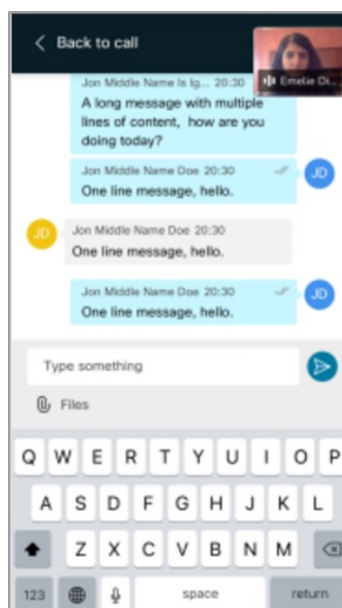 Back to call
Emelie Di...
Jon Middle Name Is Ig... 20:30
A long message with multiple
lines of content, how are you
doing today?
Jon Middle Name Doe 20:30
JD
One line message, hello.
JD
Jon Middle Name Doe 20:30
One line message, hello.
Jon Middle Name Doe 20:30
JD
One line message, hello.
Type something
Files
Q W E R T Y U I O P
A S D F G H J K L
Z X C V B N M
123 space return